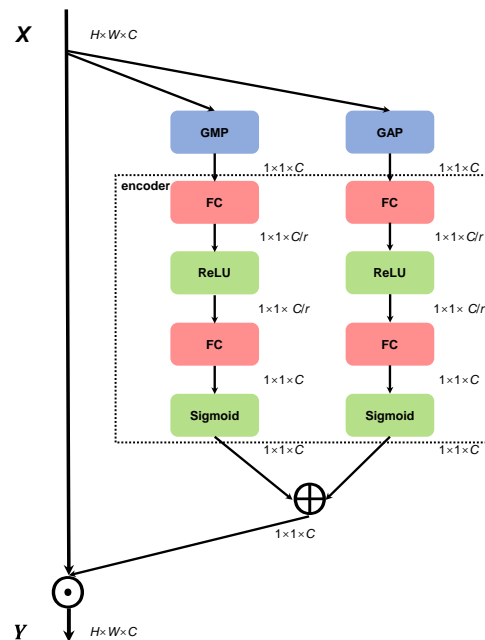 X
H×W×C
GMP
GAP
1×1×C
1×1×C
encoder
FC
FC
1×1×C/r
1×1×C/r
ReLU
ReLU
1×1× C/r
1×1× C/r
FC
FC
1×1×C
1×1×C
Sigmoid
Sigmoid
1×1×C
1×1×C
1×1×C
Y
H×W×C